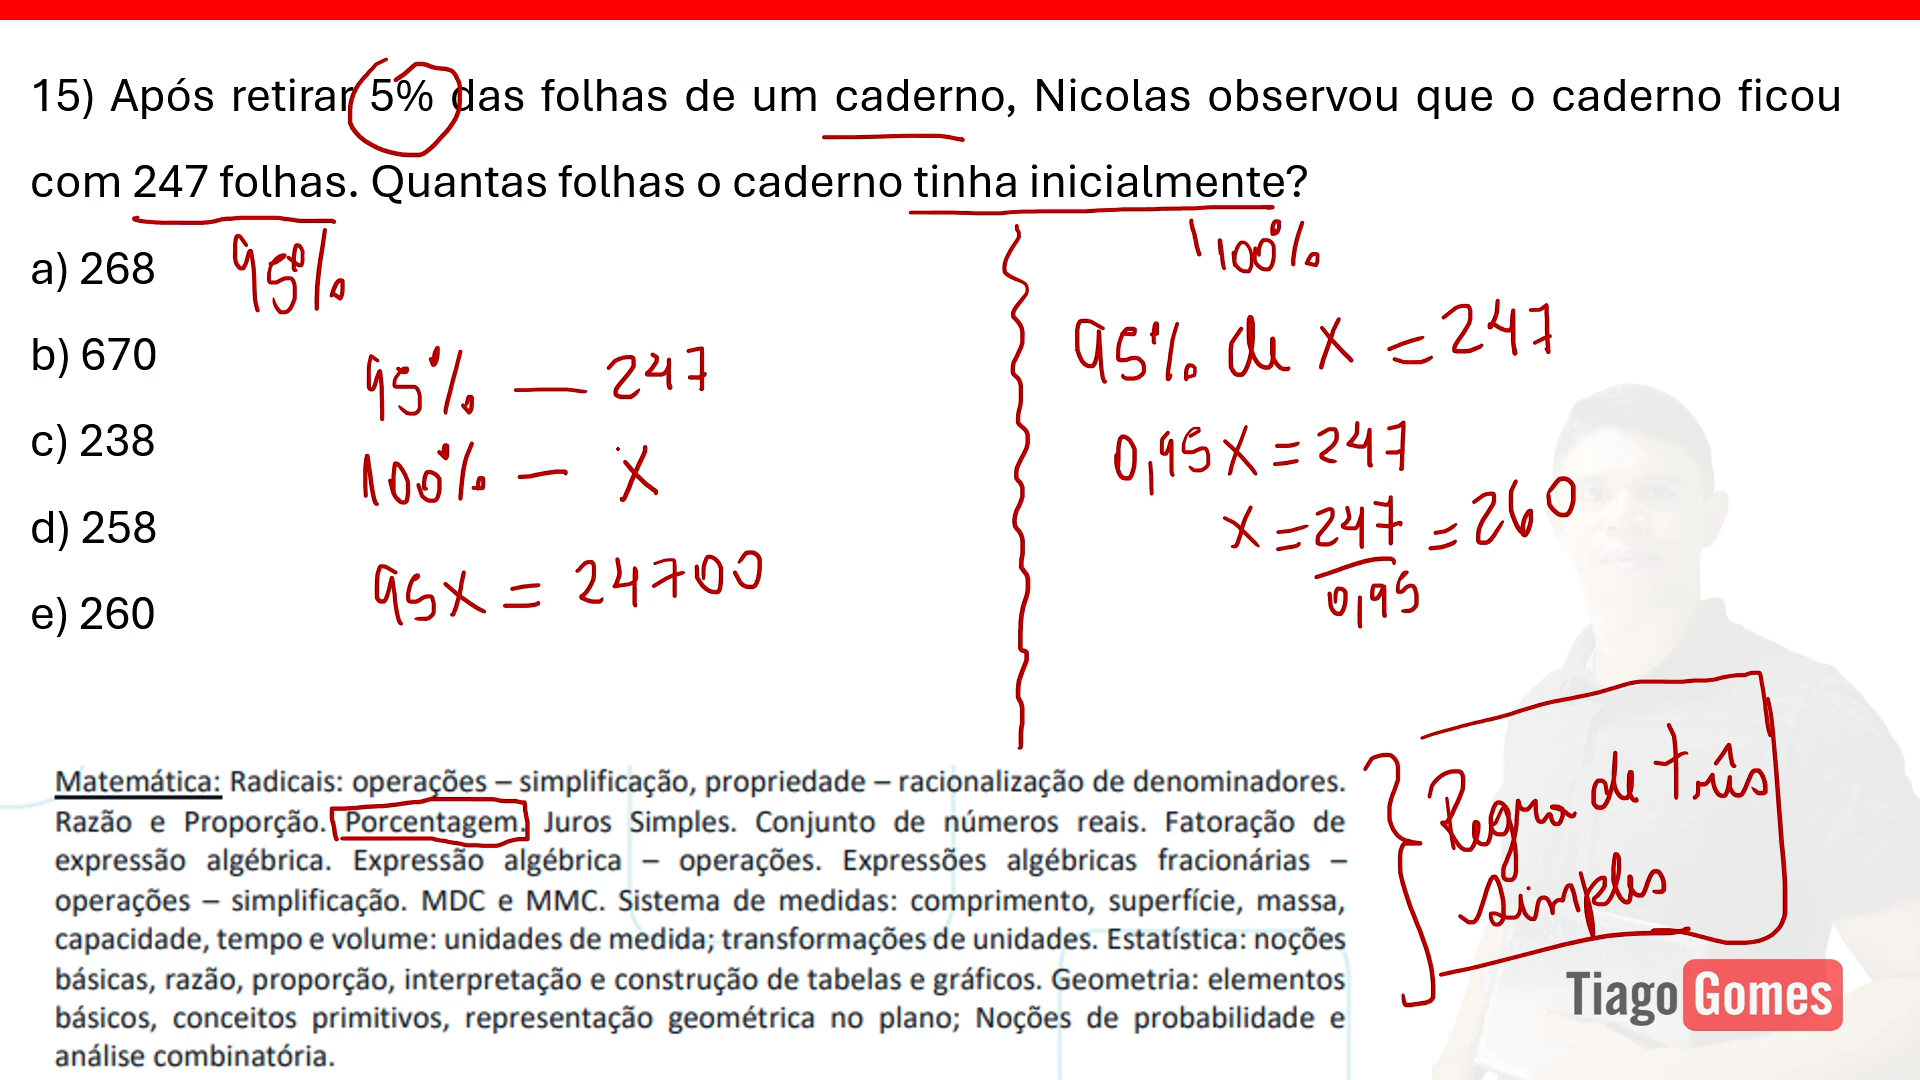 15) Após retirar 5% das folhas de um caderno, Nicolas observou que o caderno ficou
com 247 folhas. Quantas folhas o caderno tinha inicialmente?
a) 268
b) 670
c) 238
d) 258
e) 260
95%
95% — 247
100% — x
95x = 24700
100%
95% de x = 247
0,95x = 247
x = 247 = 260
0,95
Regra de três
simples
Matemática: Radicais: operações – simplificação, propriedade – racionalização de denominadores.
Razão e Proporção. Porcentagem. Juros Simples. Conjunto de números reais. Fatoração de
expressão algébrica. Expressão algébrica – operações. Expressões algébricas fracionárias –
operações – simplificação. MDC e MMC. Sistema de medidas: comprimento, superfície, massa,
capacidade, tempo e volume: unidades de medida; transformações de unidades. Estatística: noções
básicas, razão, proporção, interpretação e construção de tabelas e gráficos. Geometria: elementos
básicos, conceitos primitivos, representação geométrica no plano; Noções de probabilidade e
análise combinatória.
Tiago Gomes